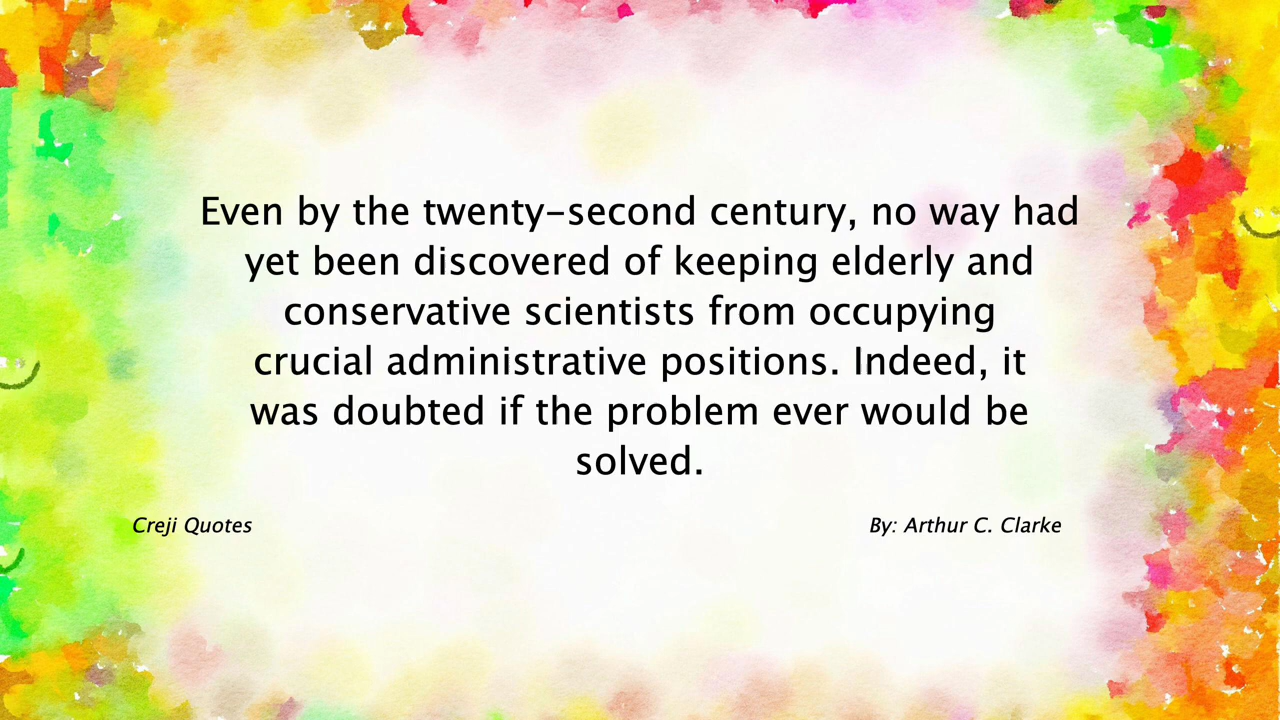 Even by the twenty-second century, no way had
yet been discovered of keeping elderly and
conservative scientists from occupying
crucial administrative positions. Indeed, it
was doubted if the problem ever would be
solved.
Creji Quotes
By: Arthur C. Clarke